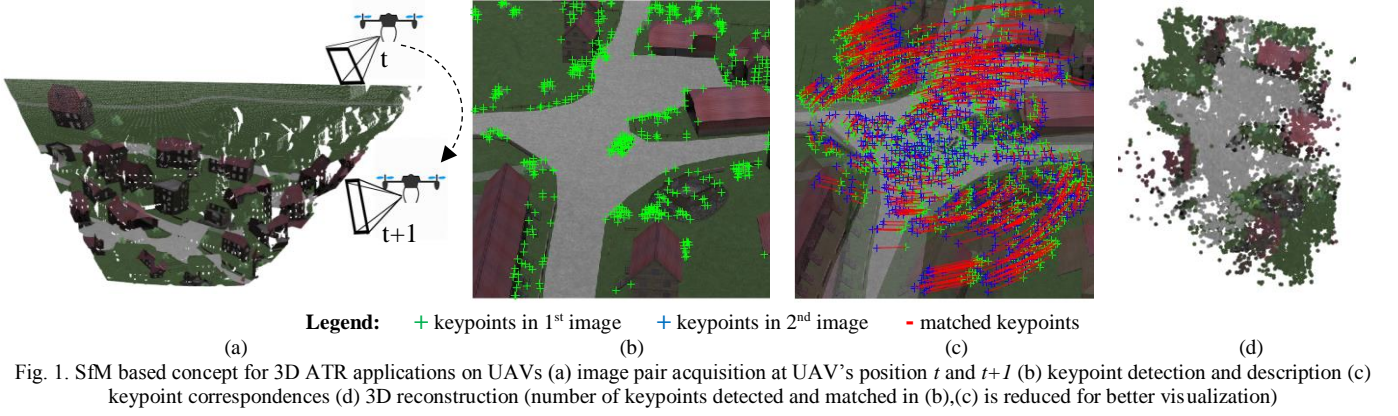 t
t+1
Legend: + keypoints in 1st image + keypoints in 2nd image - matched keypoints
(a) (b) (c) (d)
Fig. 1. SfM based concept for 3D ATR applications on UAVs (a) image pair acquisition at UAV's position t and t+1 (b) keypoint detection and description (c)
keypoint correspondences (d) 3D reconstruction (number of keypoints detected and matched in (b),(c) is reduced for better visualization)